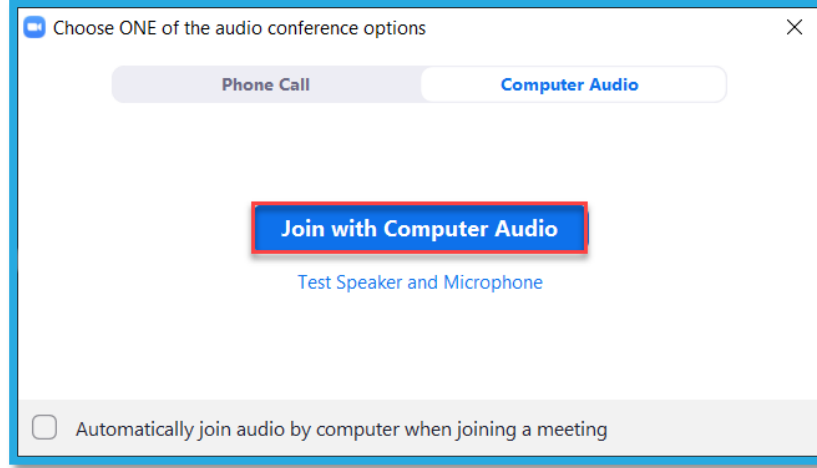 Choose ONE of the audio conference options
Phone Call
Computer Audio
Join with Computer Audio
Test Speaker and Microphone
Automatically join audio by computer when joining a meeting